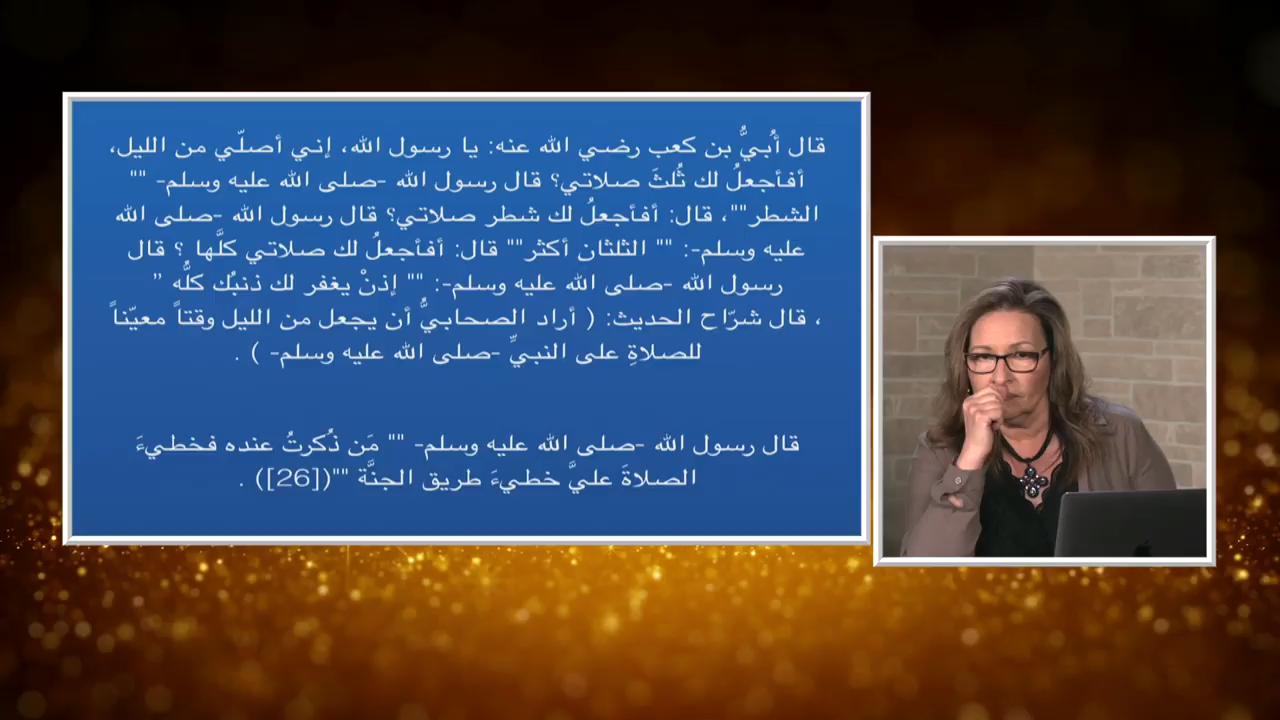 قال أُبيُّ بن كعب رضي الله عنه: يا رسول الله، إني أصلّي من الليل،
أفأجعلُ لك ثُلثَ صلاتي؟ قال رسول الله -صلى الله عليه وسلم- ""
الشطر""، قال: أفأجعلُ لك شطر صلاتي؟ قال رسول الله -صلى الله
عليه وسلم-: "" الثلثان أكثر"" قال: أفأجعلُ لك صلاتي كلَّها ؟ قال
رسول الله -صلى الله عليه وسلم-: "" إذنْ يغفر لك ذنبُك كلُّه ”
، قال شرّاح الحديث: ( أراد الصحابيُّ أن يجعل من الليل وقتاً معيّناً
للصلاةِ على النبيِّ -صلى الله عليه وسلم- ) .
قال رسول الله -صلى الله عليه وسلم- "" مَن ذُكرتُ عنده فخطيءَ
الصلاةَ عليَّ خطيءَ طريق الجنَّة ""([26]) .